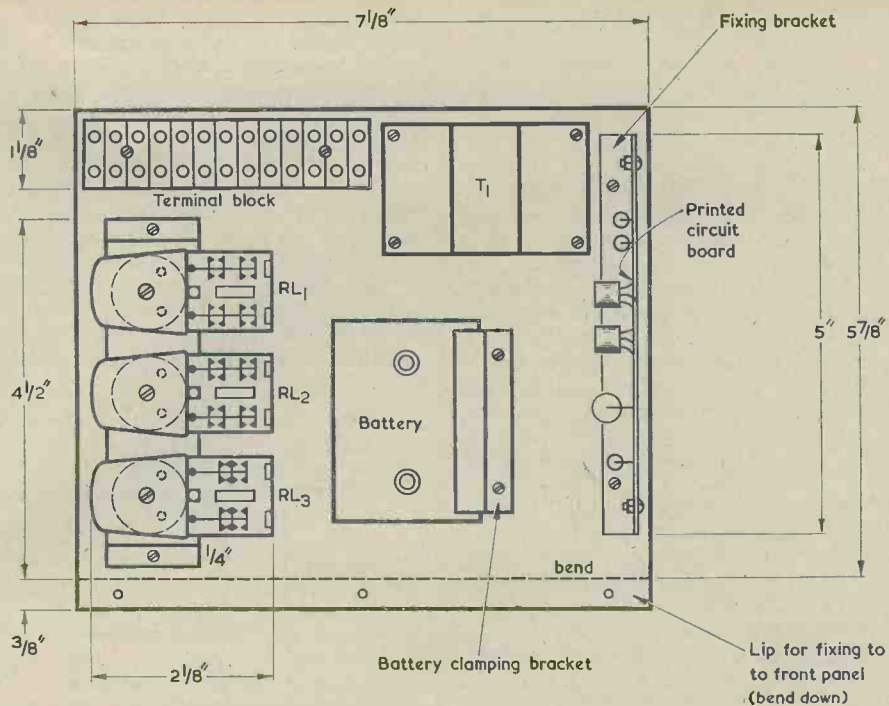 7 1/8"
Fixing bracket
1 1/8"
Terminal block
T1
Printed
circuit
board
RL1
4 1/2"
RL2
Battery
5"
5 7/8"
RL3
1/4"
bend
3/8"
2 1/8"
Battery clamping bracket
Lip for fixing to
to front panel
(bend down)